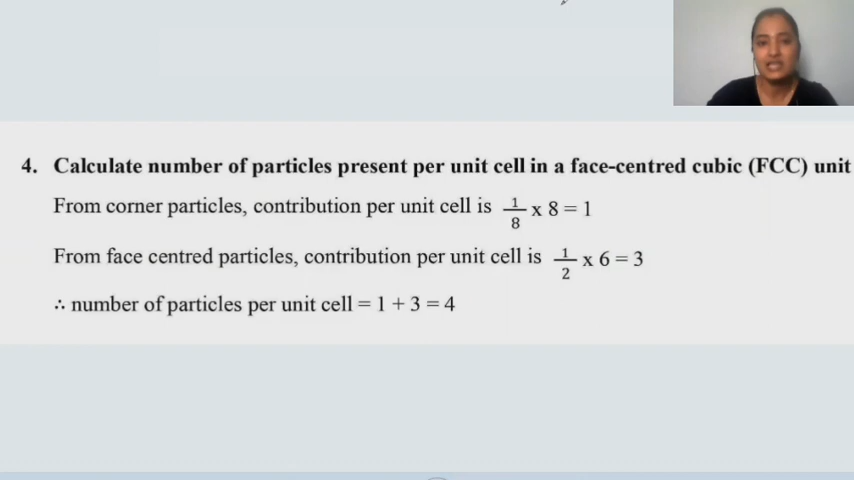 4. Calculate number of particles present per unit cell in a face-centred cubic (FCC) unit
From corner particles, contribution per unit cell is 1/8 x 8 = 1
From face centred particles, contribution per unit cell is 1/2 x 6 = 3
∴ number of particles per unit cell = 1 + 3 = 4